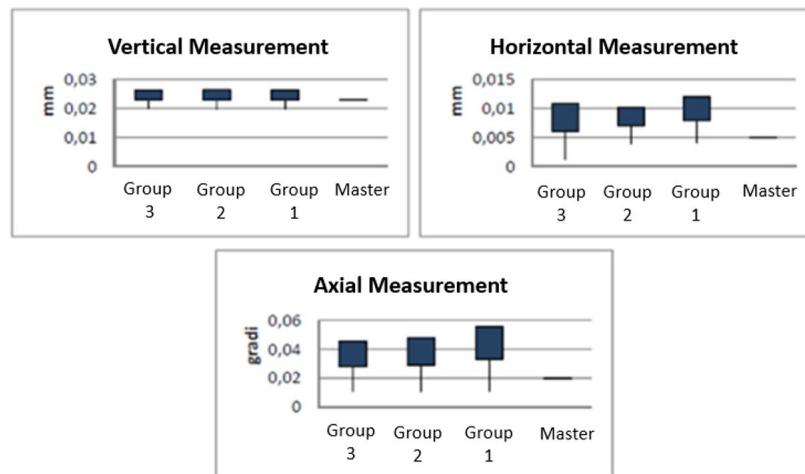 Vertical Measurement
mm
0,03
0,02
0,01
0
Group 3
Group 2
Group 1
Master
Horizontal Measurement
mm
0,015
0,01
0,005
0
Group 3
Group 2
Group 1
Master
Axial Measurement
gradi
0,06
0,04
0,02
0
Group 3
Group 2
Group 1
Master